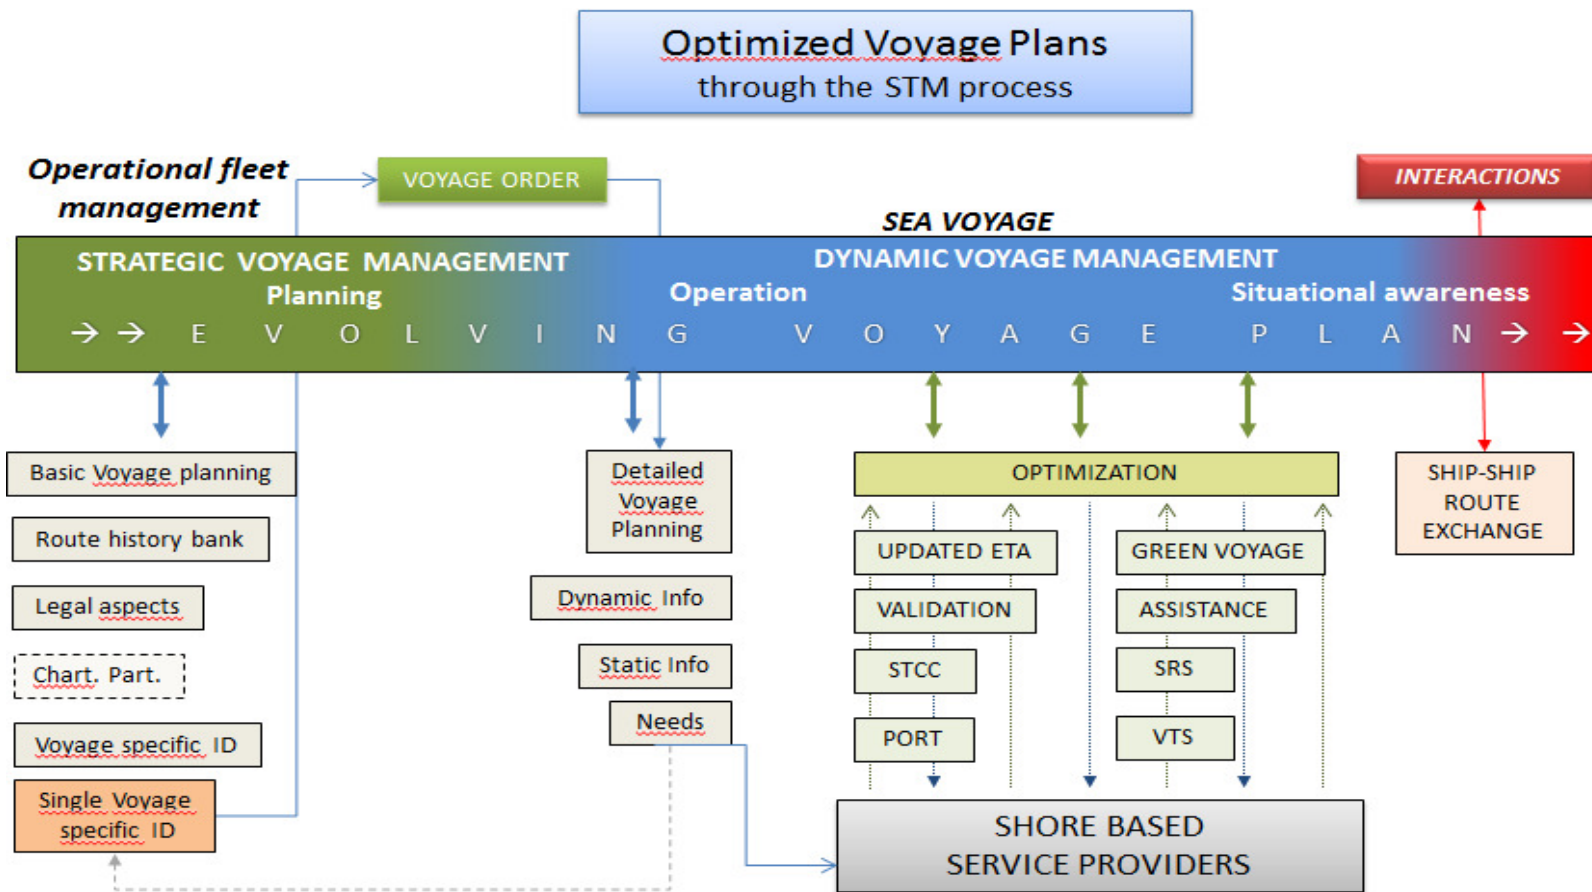 Optimized Voyage Plans
through the STM process
Operational fleet
management
VOYAGE ORDER
INTERACTIONS
SEA VOYAGE
STRATEGIC VOYAGE MANAGEMENT
DYNAMIC VOYAGE MANAGEMENT
Planning
Operation
Situational awareness
→ → E V O L V I N G V O Y A G E P L A N → →
Basic Voyage planning
Route history bank
Legal aspects
Chart. Part.
Voyage specific ID
Single Voyage
specific ID
Detailed
Voyage
Planning
Dynamic Info
Static Info
Needs
OPTIMIZATION
UPDATED ETA
VALIDATION
STCC
PORT
GREEN VOYAGE
ASSISTANCE
SRS
VTS
SHORE BASED
SERVICE PROVIDERS
SHIP-SHIP
ROUTE
EXCHANGE